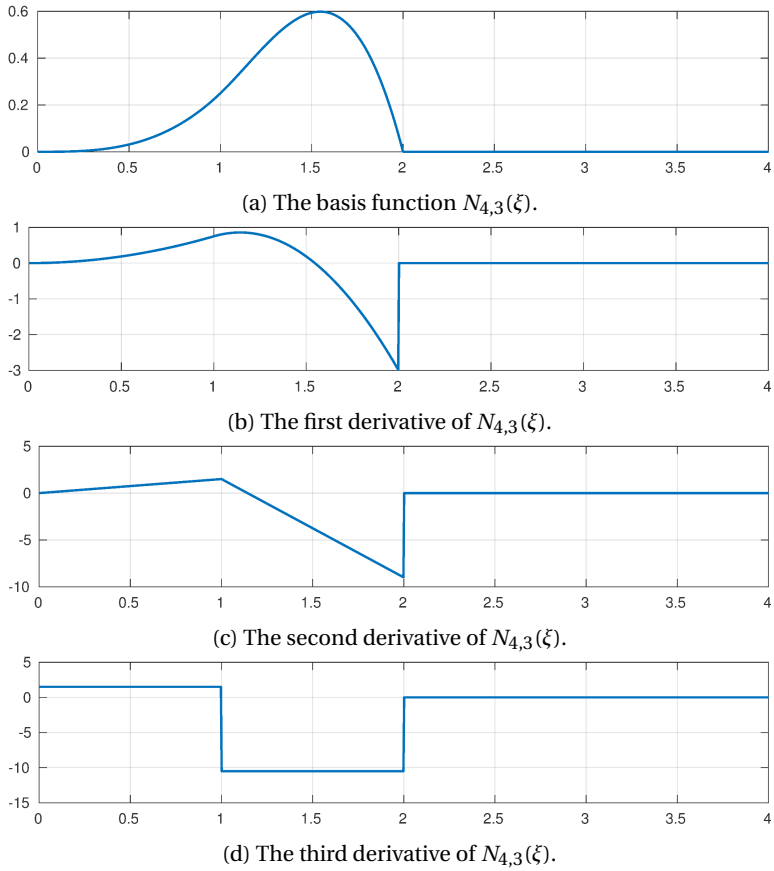 0.6
0.4
0.2
0
0 0.5 1 1.5 2 2.5 3 3.5 4
(a) The basis function N4,3(ξ).
1
0
-1
-2
-3
0 0.5 1 1.5 2 2.5 3 3.5 4
(b) The first derivative of N4,3(ξ).
5
0
-5
-10
0 0.5 1 1.5 2 2.5 3 3.5 4
(c) The second derivative of N4,3(ξ).
5
0
-5
-10
-15
0 0.5 1 1.5 2 2.5 3 3.5 4
(d) The third derivative of N4,3(ξ).